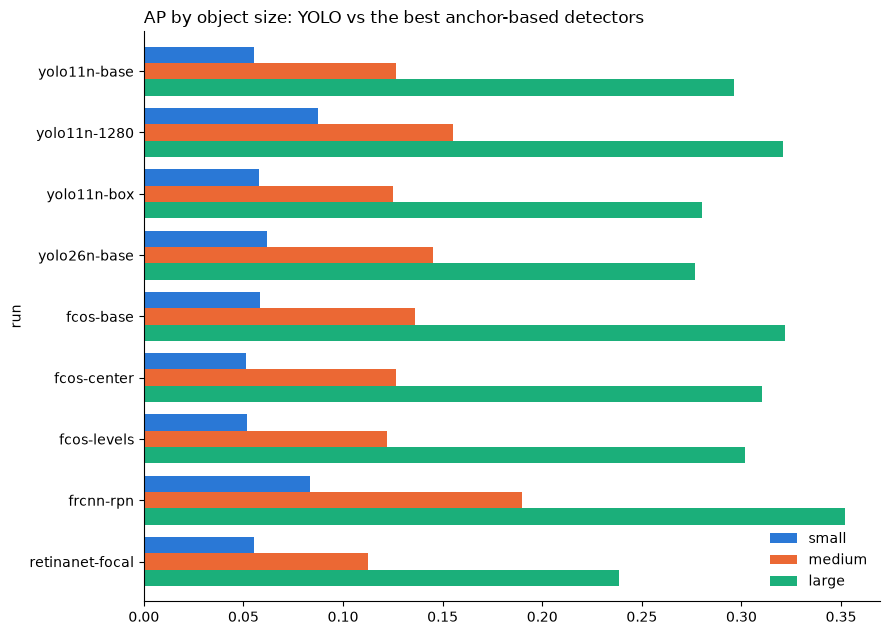 AP by object size: YOLO vs the best anchor-based detectors
run
yolo11n-base
yolo11n-1280
yolo11n-box
yolo26n-base
fcos-base
fcos-center
fcos-levels
frcnn-rpn
retinanet-focal
small
medium
large
0.00 0.05 0.10 0.15 0.20 0.25 0.30 0.35